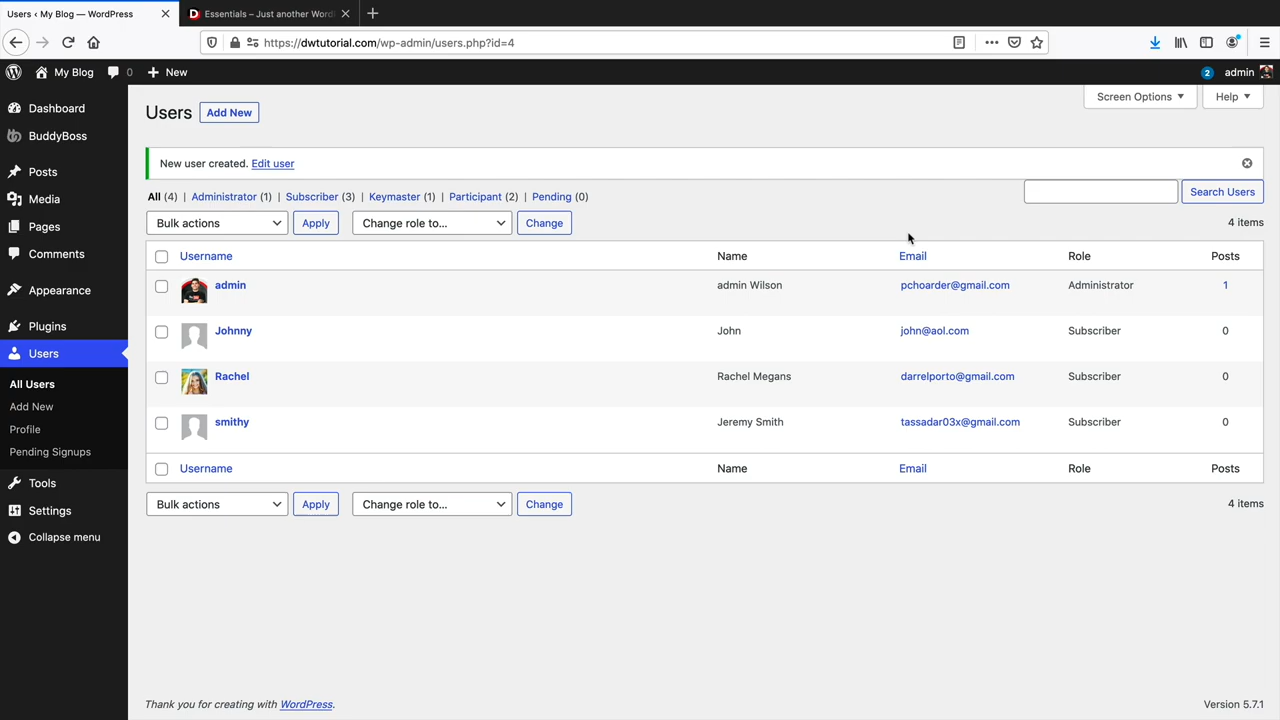 Users ‹ My Blog — WordPress
Essentials – Just another Word
https://dwtutorial.com/wp-admin/users.php?id=4
My Blog
0
New
2
admin
Dashboard
BuddyBoss
Posts
Media
Pages
Comments
Appearance
Plugins
Users
All Users
Add New
Profile
Pending Signups
Tools
Settings
Collapse menu
Users
Add New
Screen Options
Help
New user created. Edit user
All (4) | Administrator (1) | Subscriber (3) | Keymaster (1) | Participant (2) | Pending (0)
Search Users
Bulk actions Apply Change role to... Change
4 items
Username Name Email Role Posts
admin admin Wilson pchoarder@gmail.com Administrator 1
Johnny John john@aol.com Subscriber 0
Rachel Rachel Megans darrelporto@gmail.com Subscriber 0
smithy Jeremy Smith tassadar03x@gmail.com Subscriber 0
Username Name Email Role Posts
Bulk actions Apply Change role to... Change
4 items
Thank you for creating with WordPress.
Version 5.7.1